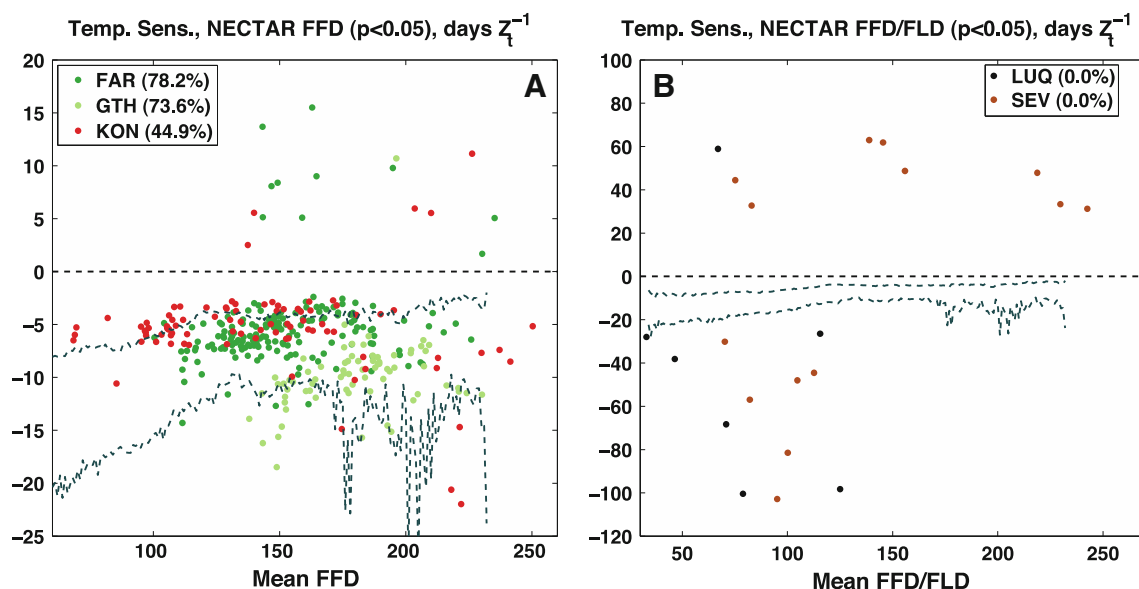 Temp. Sens., NECTAR FFD (p<0.05), days Z_t^−1
20
15
10
5
0
−5
−10
−15
−20
−25
FAR (78.2%)
GTH (73.6%)
KON (44.9%)
A
100
150
200
250
Mean FFD
Temp. Sens., NECTAR FFD/FLD (p<0.05), days Z_t^−1
100
80
60
40
20
0
−20
−40
−60
−80
−100
−120
B
LUQ (0.0%)
SEV (0.0%)
50
100
150
200
250
Mean FFD/FLD